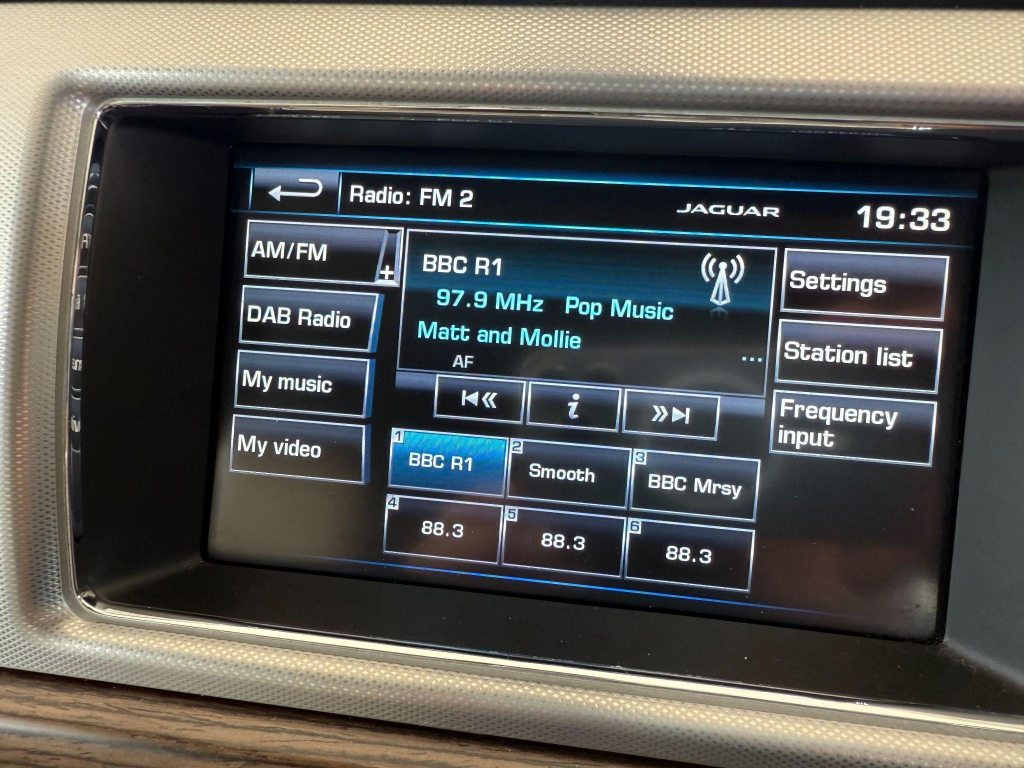 Radio: FM 2
JAGUAR
19:33
AM/FM
+
DAB Radio
My music
My video
BBC R1
97.9 MHz Pop Music
Matt and Mollie
AF
...
i
1 BBC R1
2 Smooth
3 BBC Mrsy
4 88.3
5 88.3
6 88.3
Settings
Station list
Frequency
input